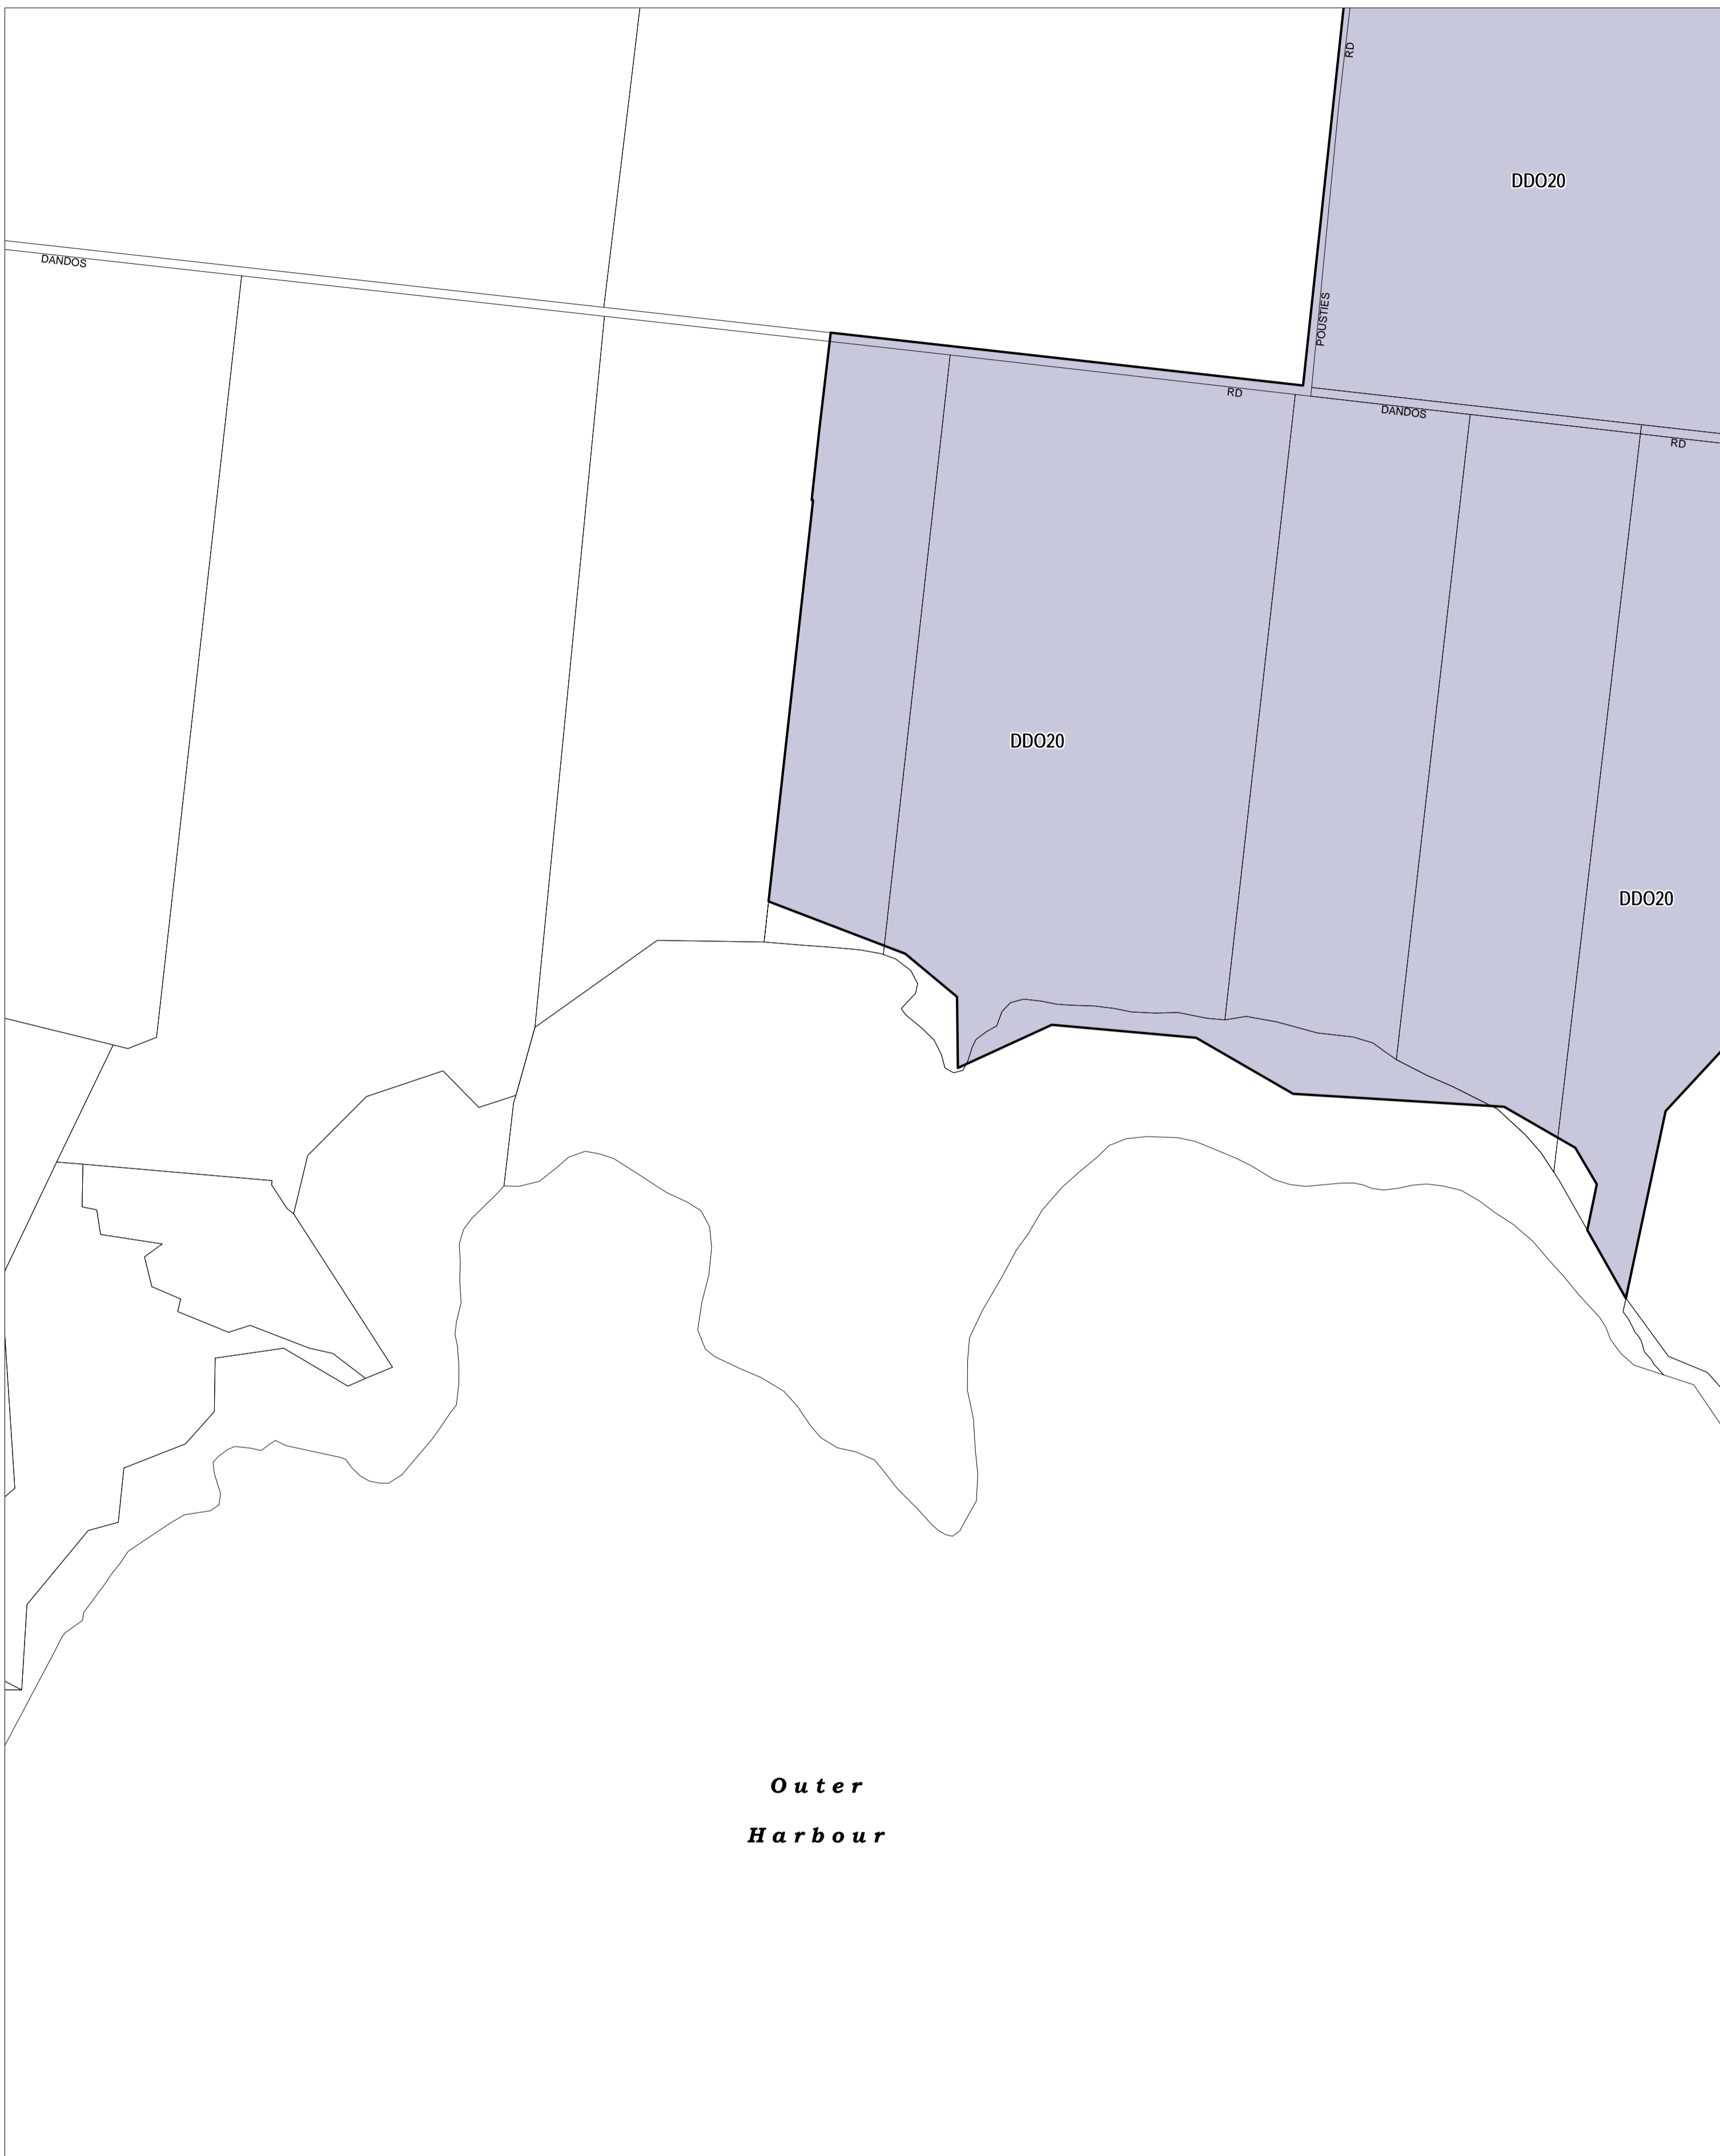 RD
DDO20
DANDOS
POUSTIES
RD
DANDOS
RD
DDO20
DDO20
Outer
Harbour